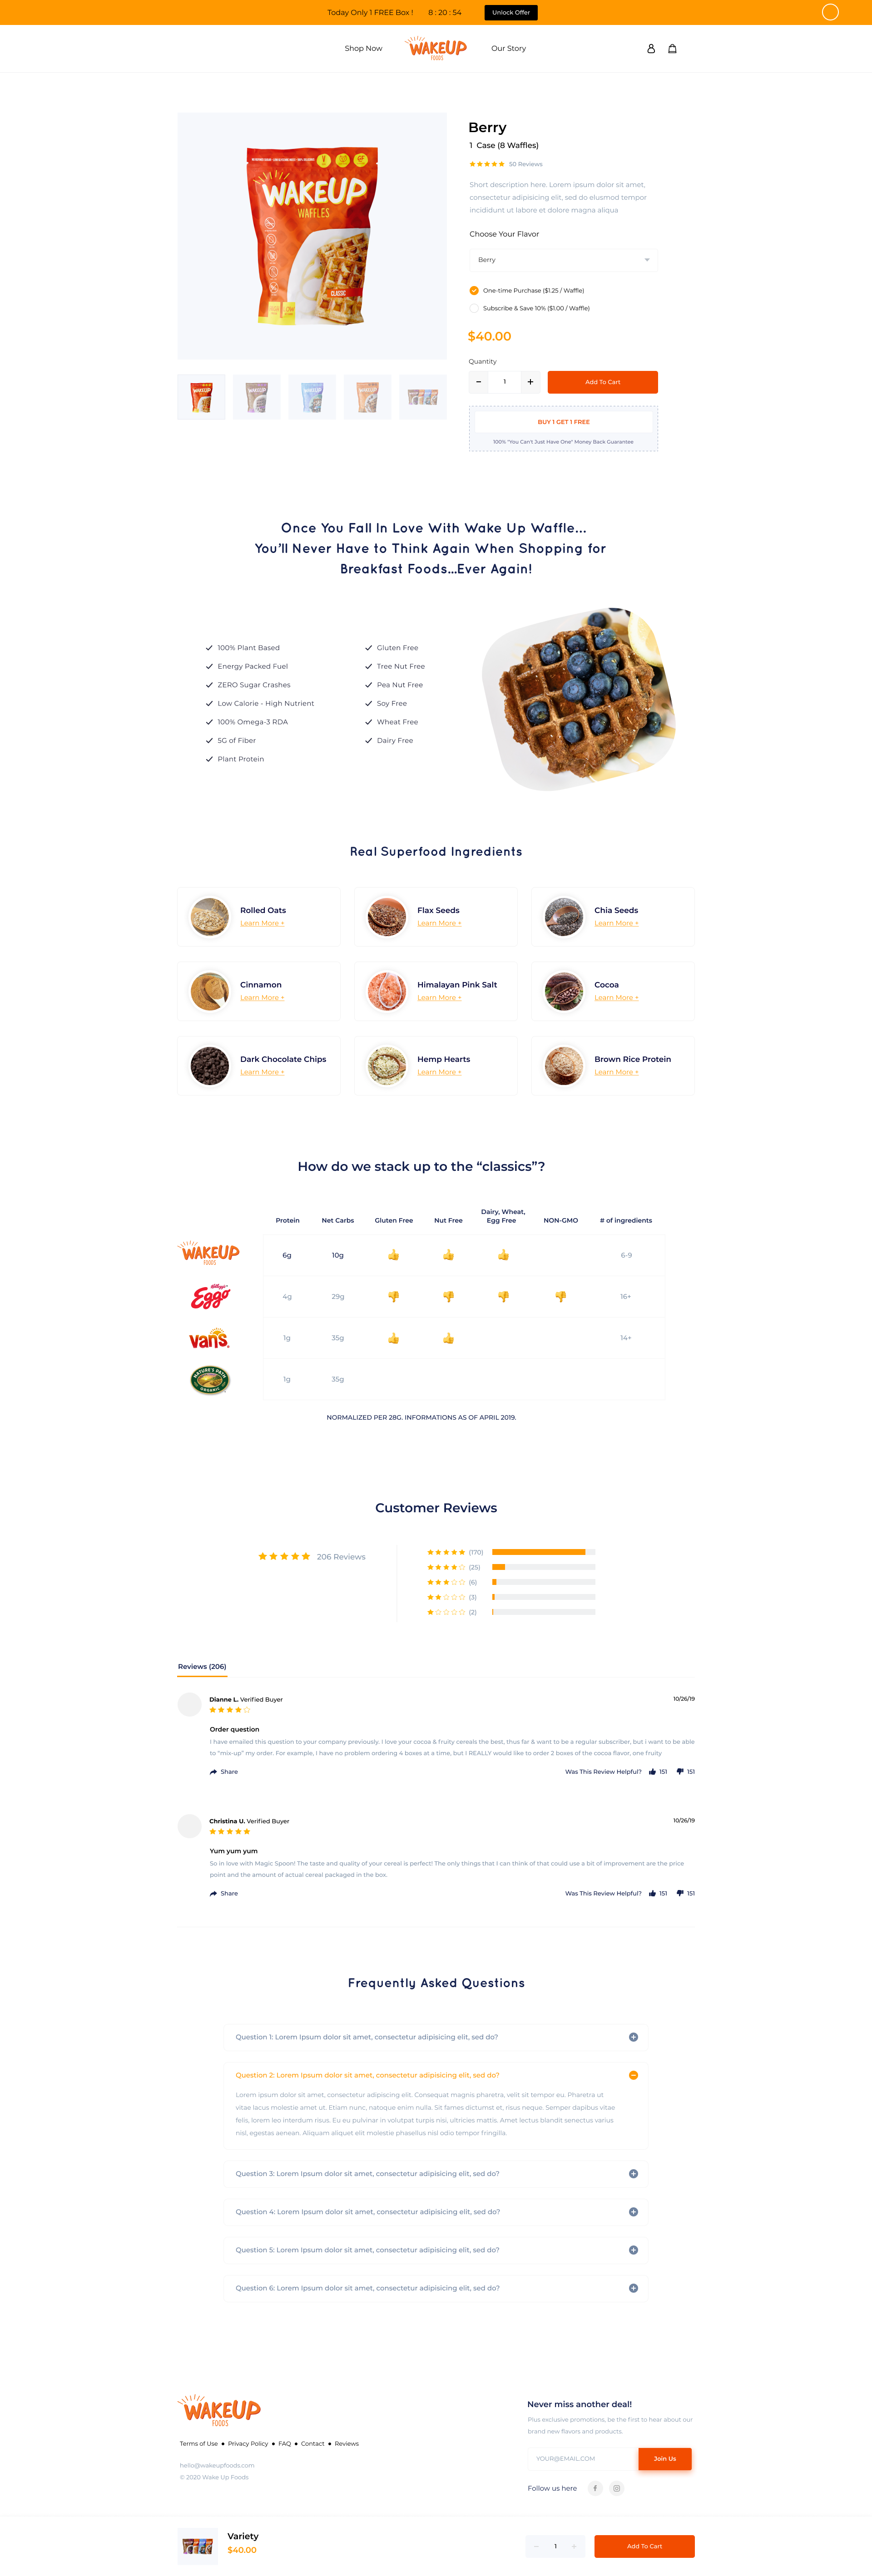 Today Only 1 FREE Box ! 8 : 20 : 54 Unlock Offer
Shop Now WAKEUP FOODS Our Story
WAKEUP
WAFFLES
CLASSIC
Berry
1 Case (8 Waffles)
50 Reviews
Short description here. Lorem ipsum dolor sit amet,
consectetur adipiscing elit, sed do eiusmod tempor
incididunt ut labore et dolore magna aliqua
Choose Your Flavor
Berry
One-time Purchase ($1.25 / Waffle)
Subscribe & Save 10% ($1.00 / Waffle)
$40.00
Quantity
- 1 + Add To Cart
BUY 1 GET 1 FREE
100% "You Can't Just Have One" Money Back Guarantee
Once You Fall In Love With Wake Up Waffle...
You'll Never Have to Think Again When Shopping for
Breakfast Foods...Ever Again!
100% Plant Based
Energy Packed Fuel
ZERO Sugar Crashes
Low Calorie - High Nutrient
100% Omega-3 RDA
5G of Fiber
Plant Protein
Gluten Free
Tree Nut Free
Pea Nut Free
Soy Free
Wheat Free
Dairy Free
Real Superfood Ingredients
Rolled Oats
Learn More +
Flax Seeds
Learn More +
Chia Seeds
Learn More +
Cinnamon
Learn More +
Himalayan Pink Salt
Learn More +
Cocoa
Learn More +
Dark Chocolate Chips
Learn More +
Hemp Hearts
Learn More +
Brown Rice Protein
Learn More +
How do we stack up to the “classics”?
Protein Net Carbs Gluten Free Nut Free Dairy, Wheat, Egg Free NON-GMO # of ingredients
WAKEUP FOODS 6g 10g 6-9
Kellogg's Eggo 4g 29g 16+
Van's 1g 35g 14+
NATURE'S PATH ORGANIC 1g 35g
NORMALIZED PER 28G. INFORMATIONS AS OF APRIL 2019.
Customer Reviews
206 Reviews
(170)
(25)
(6)
(3)
(2)
Reviews (206)
Dianne L. Verified Buyer 10/26/19
Order question
I have emailed this question to your company previously. I love your cocoa & fruity cereals the best, thus far & want to be a regular subscriber, but i want to be able
to “mix-up” my order. For example, I have no problem ordering 4 boxes at a time, but I REALLY would like to order 2 boxes of the cocoa flavor, one fruity
Share Was This Review Helpful? 151 151
Christina U. Verified Buyer 10/26/19
Yum yum yum
So in love with Magic Spoon! The taste and quality of your cereal is perfect! The only things that I can think of that could use a bit of improvement are the price
point and the amount of actual cereal packaged in the box.
Share Was This Review Helpful? 151 151
Frequently Asked Questions
Question 1: Lorem Ipsum dolor sit amet, consectetur adipisicing elit, sed do?
Question 2: Lorem Ipsum dolor sit amet, consectetur adipisicing elit, sed do?
Lorem ipsum dolor sit amet, consectetur adipiscing elit. Consequat magnis pharetra, velit sit tempor eu. Pharetra ut
vitae lacus molestie amet ut. Etiam nunc, natoque enim nulla. Sit fames dictumst et, risus neque. Semper dapibus vitae
felis, lorem leo interdum risus. Eu eu pulvinar in volutpat turpis nisi, ultricies mattis. Amet lectus blandit senectus varius
nisl, egestas aenean. Aliquam aliquet elit molestie phasellus nisl odio tempor fringilla.
Question 3: Lorem Ipsum dolor sit amet, consectetur adipisicing elit, sed do?
Question 4: Lorem Ipsum dolor sit amet, consectetur adipisicing elit, sed do?
Question 5: Lorem Ipsum dolor sit amet, consectetur adipisicing elit, sed do?
Question 6: Lorem Ipsum dolor sit amet, consectetur adipisicing elit, sed do?
WAKEUP FOODS
Terms of Use • Privacy Policy • FAQ • Contact • Reviews
hello@wakeupfoods.com
© 2020 Wake Up Foods
Never miss another deal!
Plus exclusive promotions, be the first to hear about our
brand new flavors and products.
YOUR@EMAIL.COM Join Us
Follow us here
Variety
$40.00
- 1 + Add To Cart